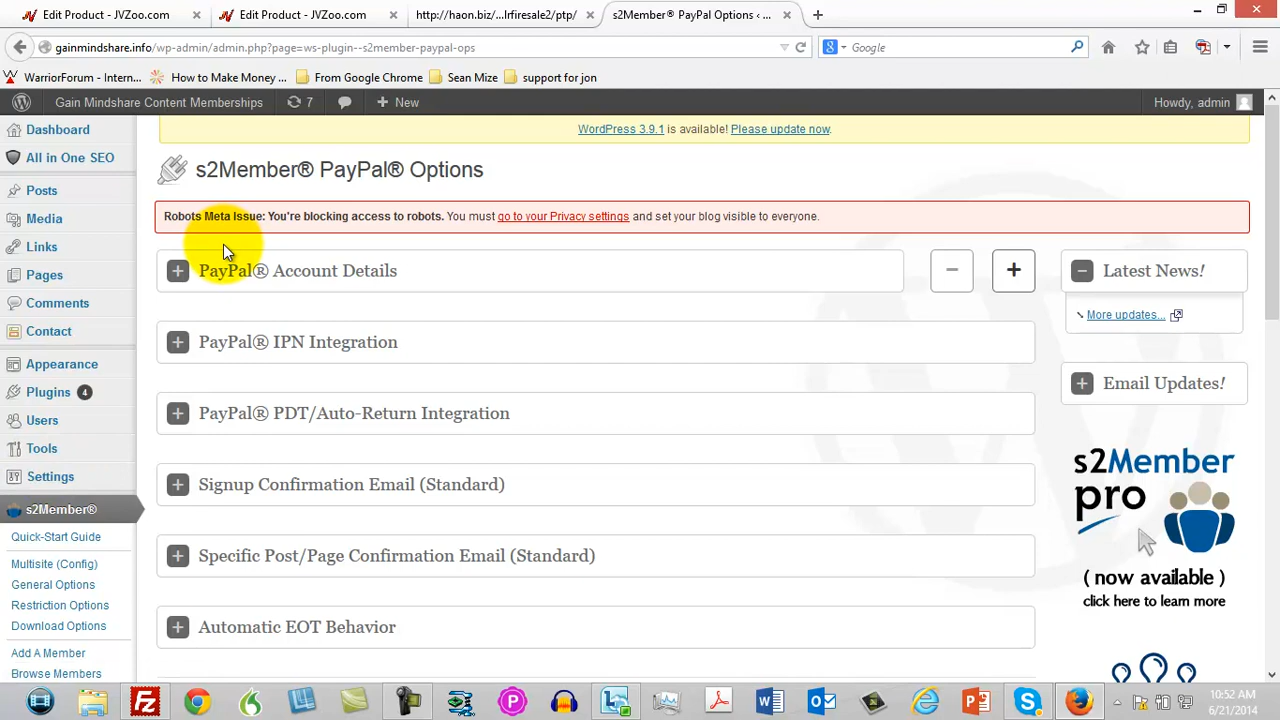 Edit Product - JVZoo.com
Edit Product - JVZoo.com
http://haon.biz/...lrfiresale2/ptp/
s2Member® PayPal Options ‹ ...
gainmindshare.info/wp-admin/admin.php?page=ws-plugin--s2member-paypal-ops
Google
WarriorForum - Intern...
How to Make Money ...
From Google Chrome
Sean Mize
support for jon
Gain Mindshare Content Memberships
7
New
Howdy, admin
Dashboard
All in One SEO
Posts
Media
Links
Pages
Comments
Contact
Appearance
Plugins 4
Users
Tools
Settings
s2Member®
Quick-Start Guide
Multisite (Config)
General Options
Restriction Options
Download Options
Add A Member
Browse Members
WordPress 3.9.1 is available! Please update now.
s2Member® PayPal® Options
Robots Meta Issue: You're blocking access to robots. You must go to your Privacy settings and set your blog visible to everyone.
PayPal® Account Details
PayPal® IPN Integration
PayPal® PDT/Auto-Return Integration
Signup Confirmation Email (Standard)
Specific Post/Page Confirmation Email (Standard)
Automatic EOT Behavior
Latest News!
More updates...
Email Updates!
s2Member
pro
( now available )
click here to learn more
10:52 AM
6/21/2014